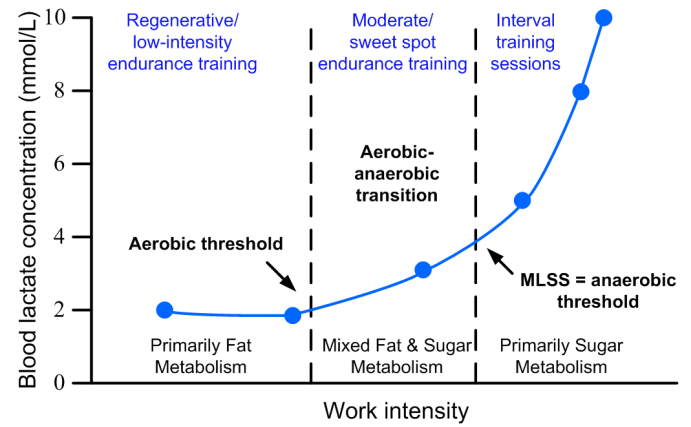 Regenerative/
low-intensity
endurance training
Moderate/
sweet spot
endurance training
Interval
training
sessions
Blood lactate concentration (mmol/L)
10
8
6
4
2
0
Aerobic-
anaerobic
transition
Aerobic threshold
MLSS = anaerobic
threshold
Primarily Fat
Metabolism
Mixed Fat & Sugar
Metabolism
Primarily Sugar
Metabolism
Work intensity